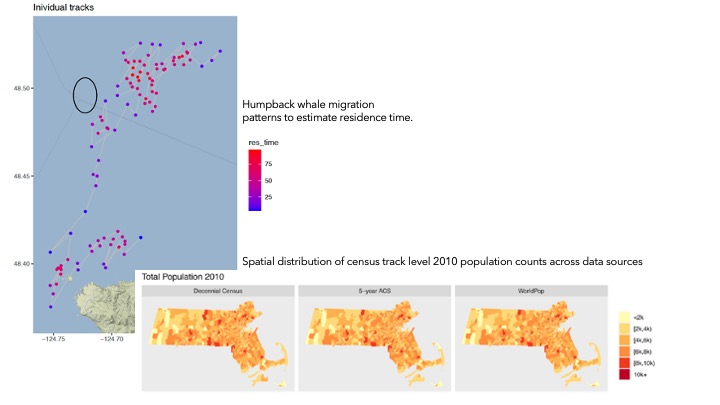 Inividual tracks
48.50
48.45
48.40
−124.75
−124.70
Humpback whale migration
patterns to estimate residence time.
res_time
75
50
25
Spatial distribution of census track level 2010 population counts across data sources
Total Population 2010
Decennial Census
5-year ACS
WorldPop
<2k
[2k,4k)
[4k,6k)
[6k,8k)
[8k,10k)
10k+